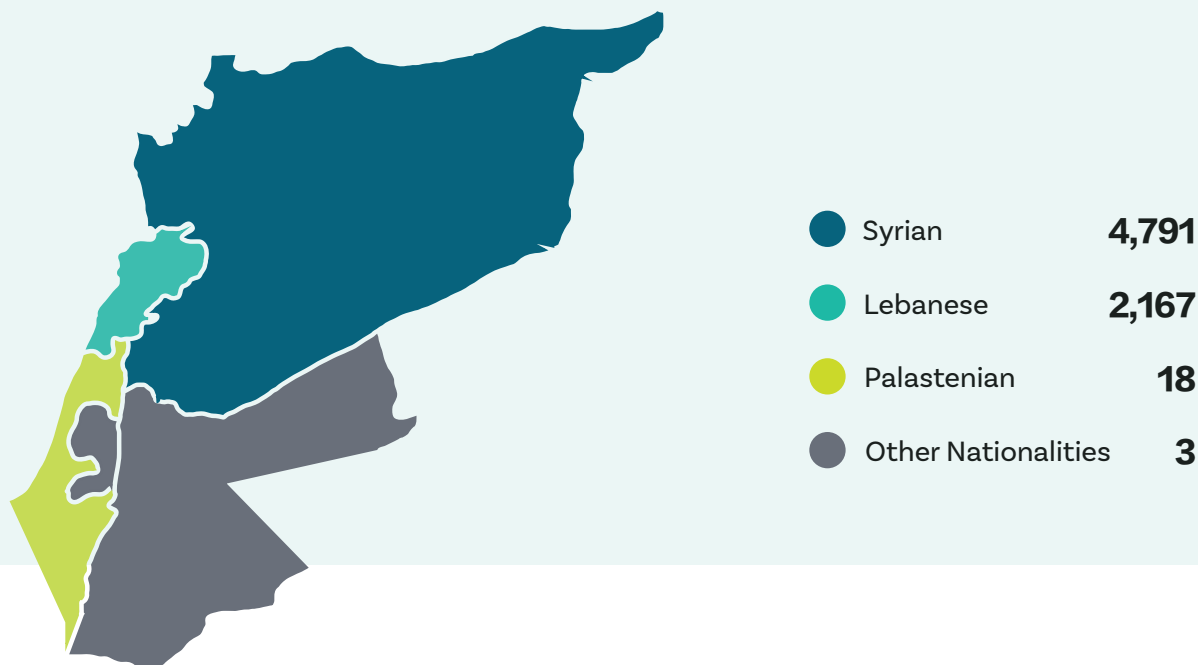 Syrian 4,791
Lebanese 2,167
Palastenian 18
Other Nationalities 3